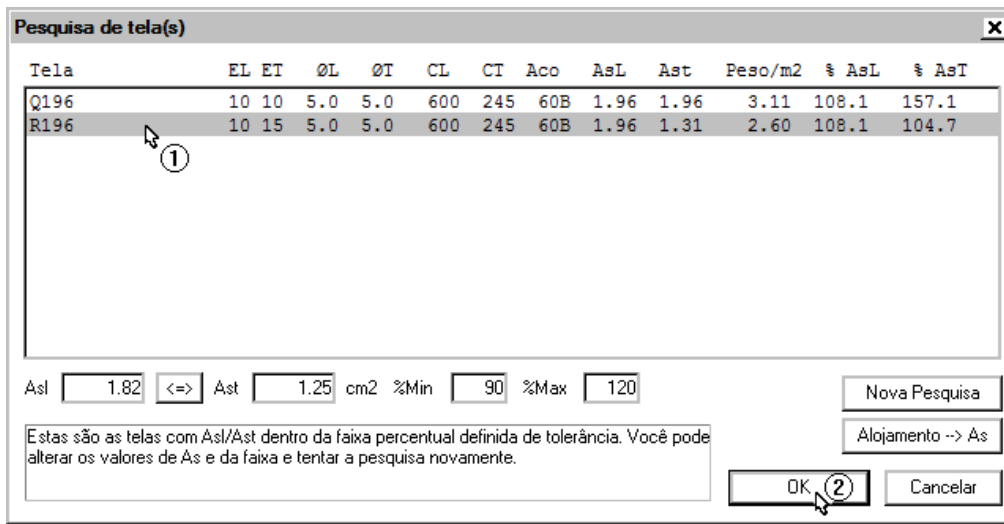 Pesquisa de tela(s)
Tela EL ET ØL ØT CL CT Aco AsL Ast Peso/m2 % AsL % AsT
Q196 10 10 5.0 5.0 600 245 60B 1.96 1.96 3.11 108.1 157.1
R196 10 15 5.0 5.0 600 245 60B 1.96 1.31 2.60 108.1 104.7
1
Asl 1.82 <=> Ast 1.25 cm2 %Min 90 %Max 120
Nova Pesquisa
Estas são as telas com Asl/Ast dentro da faixa percentual definida de tolerância. Você pode
alterar os valores de As e da faixa e tentar a pesquisa novamente.
Alojamento --> As
OK 2 Cancelar